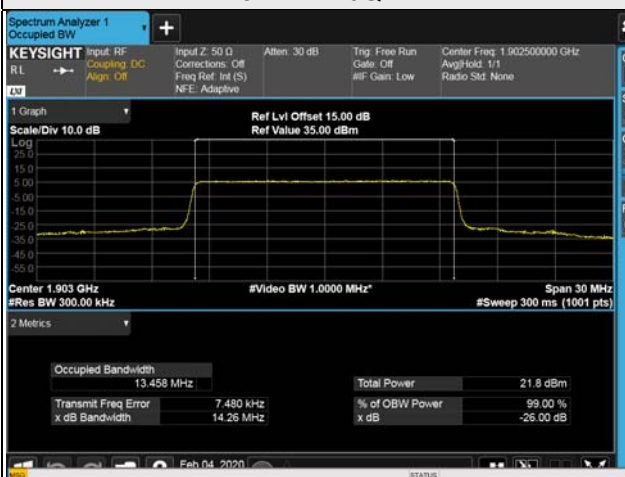 Spectrum Analyzer 1
Occupied BW
KEYSIGHT Input: RF Input Z: 50 Ω Atten: 30 dB Trig: Free Run Center Freq: 1.902500000 GHz
RL Coupling: DC Corrections: Off Gate: Off Avg|Hold: 1/1
Align: Off Freq Ref: Int (S) #IF Gain: Low Radio Std: None
LXI NFE: Adaptive
1 Graph Ref Lvl Offset 15.00 dB
Scale/Div 10.0 dB Ref Value 35.00 dBm
Log
25.0
15.0
5.00
-5.00
-15.0
-25.0
-35.0
-45.0
-55.0
Center 1.903 GHz #Video BW 1.0000 MHz* Span 30 MHz
#Res BW 300.00 kHz #Sweep 300 ms (1001 pts)
2 Metrics
Occupied Bandwidth
13.458 MHz Total Power 21.8 dBm
Transmit Freq Error 7.480 kHz % of OBW Power 99.00 %
x dB Bandwidth 14.26 MHz x dB -26.00 dB
Feb 04, 2020
MSG STATUS